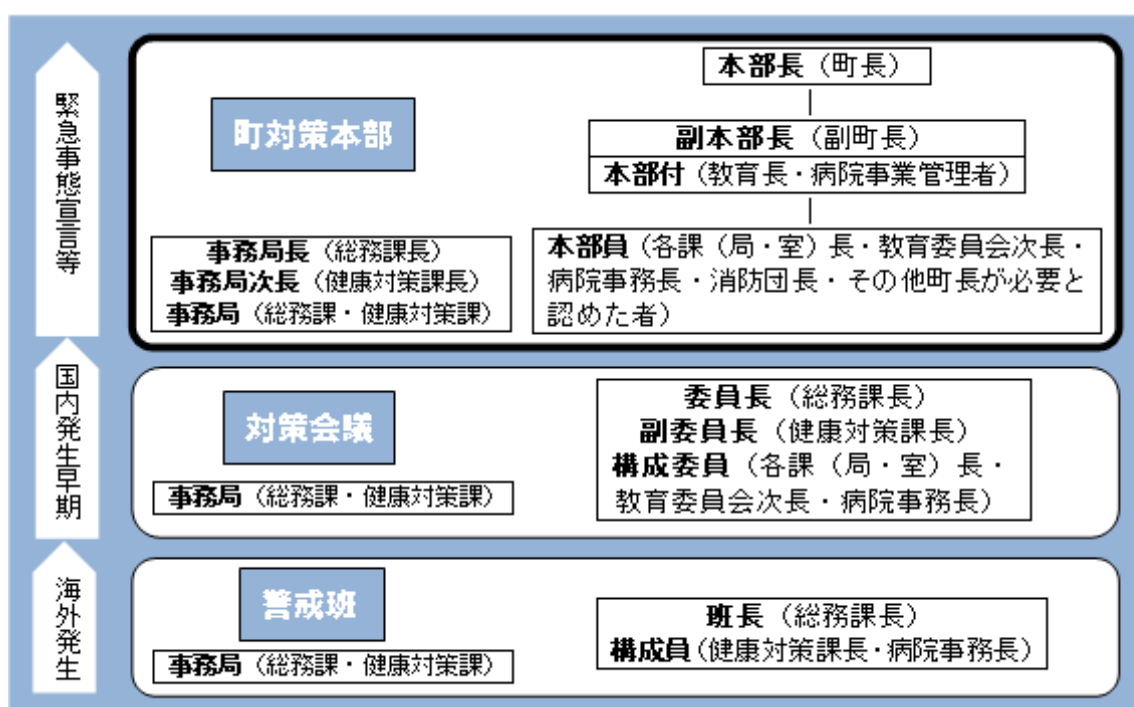 緊急事態宣言等
町対策本部
本部長（町長）
副本部長（副町長）
本部付（教育長・病院事業管理者）
事務局長（総務課長）
事務局次長（健康対策課長）
事務局（総務課・健康対策課）
本部員（各課（局・室）長・教育委員会次長・
病院事務長・消防団長・その他町長が必要と
認めた者）
国内発生早期
対策会議
事務局（総務課・健康対策課）
委員長（総務課長）
副委員長（健康対策課長）
構成委員（各課（局・室）長・
教育委員会次長・病院事務長）
海外発生
警戒班
事務局（総務課・健康対策課）
班長（総務課長）
構成員（健康対策課長・病院事務長）